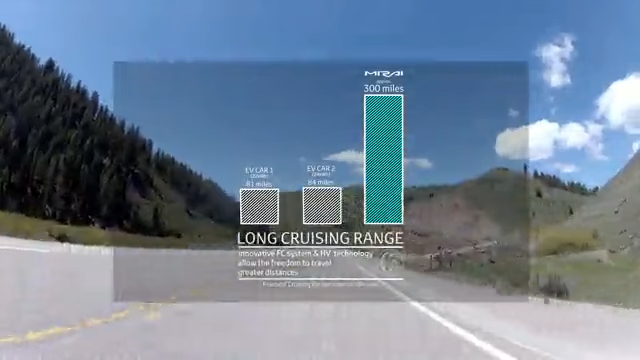 MIRAI
approx.
300 miles
EV CAR 1
81 miles
EV CAR 2
84 miles
LONG CRUISING RANGE
Innovative FC system & HV technology
allow the freedom to travel
greater distances